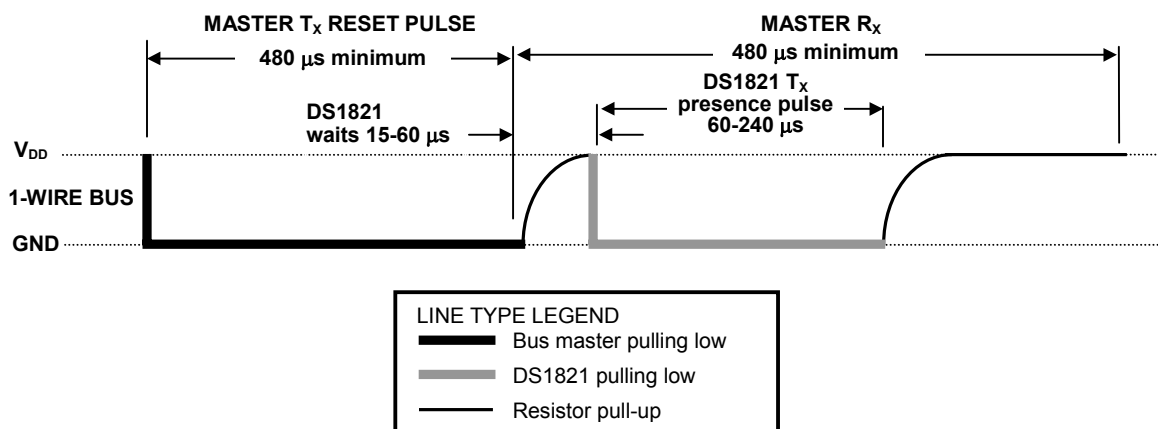 MASTER TX RESET PULSE
480 μs minimum
MASTER RX
480 μs minimum
DS1821
waits 15-60 μs
DS1821 TX
presence pulse
60-240 μs
VDD
1-WIRE BUS
GND
LINE TYPE LEGEND
Bus master pulling low
DS1821 pulling low
Resistor pull-up